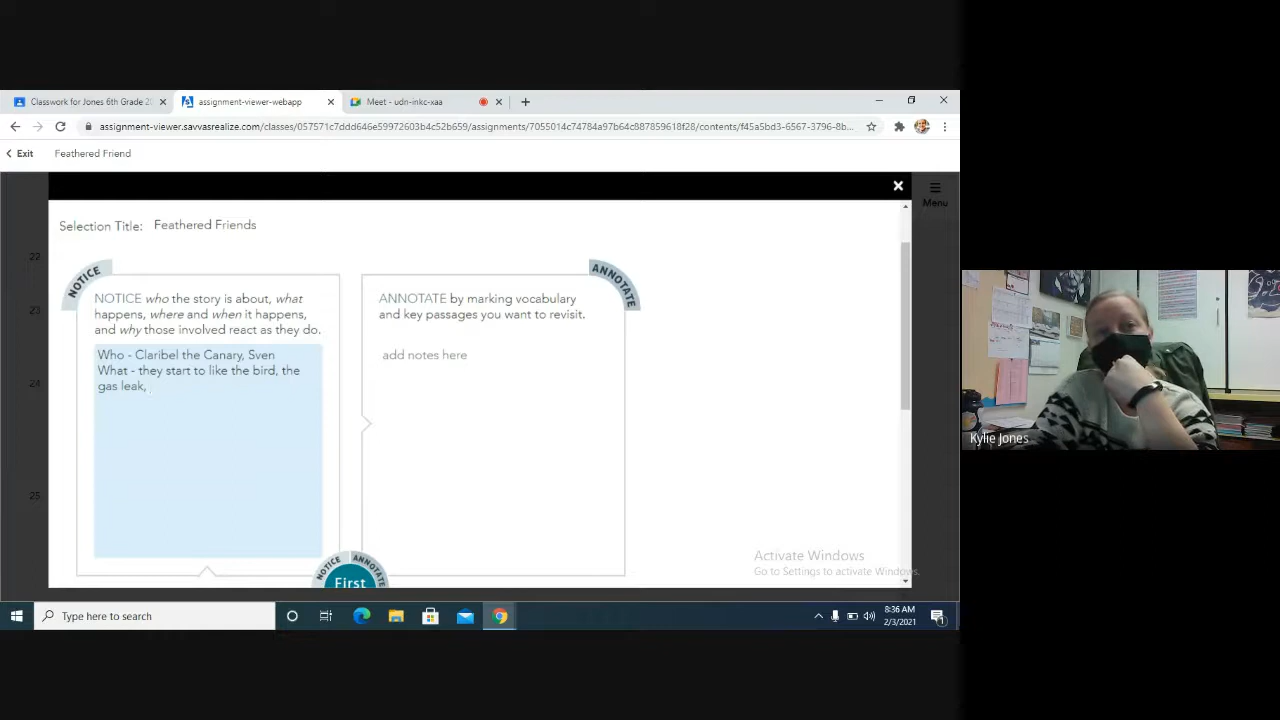 Classwork for Jones 6th Grade 2
assignment-viewer-webapp
Meet - udn-inkc-xaa
assignment-viewer.savvasrealize.com/classes/057571c7ddd646e59972603b4c52b659/assignments/7055014c74784a97b64c887859618f28/contents/f45a5bd3-6567-3796-8b...
Exit
Feathered Friend
Menu
Selection Title: Feathered Friends
22
23
24
25
NOTICE
NOTICE who the story is about, what
happens, where and when it happens,
and why those involved react as they do.
Who - Claribel the Canary, Sven
What - they start to like the bird, the
gas leak,
ANNOTATE
ANNOTATE by marking vocabulary
and key passages you want to revisit.
add notes here
NOTICE
ANNOTATE
First
Activate Windows
Go to Settings to activate Windows.
Kylie Jones
Type here to search
8:36 AM
2/3/2021
1